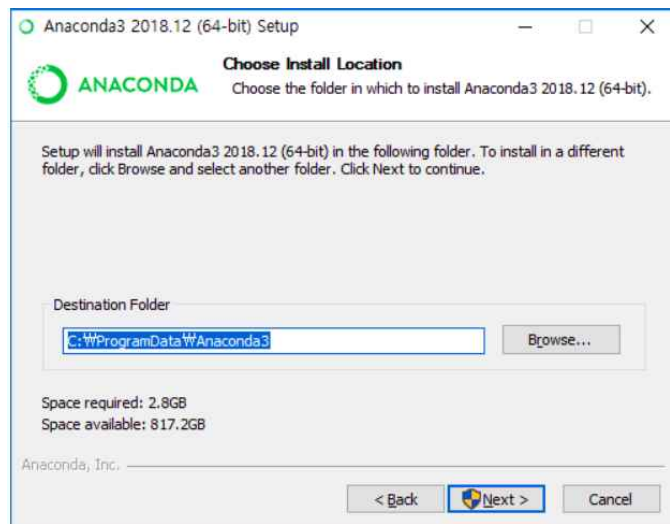 Anaconda3 2018.12 (64-bit) Setup
ANACONDA
Choose Install Location
Choose the folder in which to install Anaconda3 2018.12 (64-bit).
Setup will install Anaconda3 2018.12 (64-bit) in the following folder. To install in a different
folder, click Browse and select another folder. Click Next to continue.
Destination Folder
C:₩ProgramData₩Anaconda3
Browse...
Space required: 2.8GB
Space available: 817.2GB
Anaconda, Inc.
< Back
Next >
Cancel